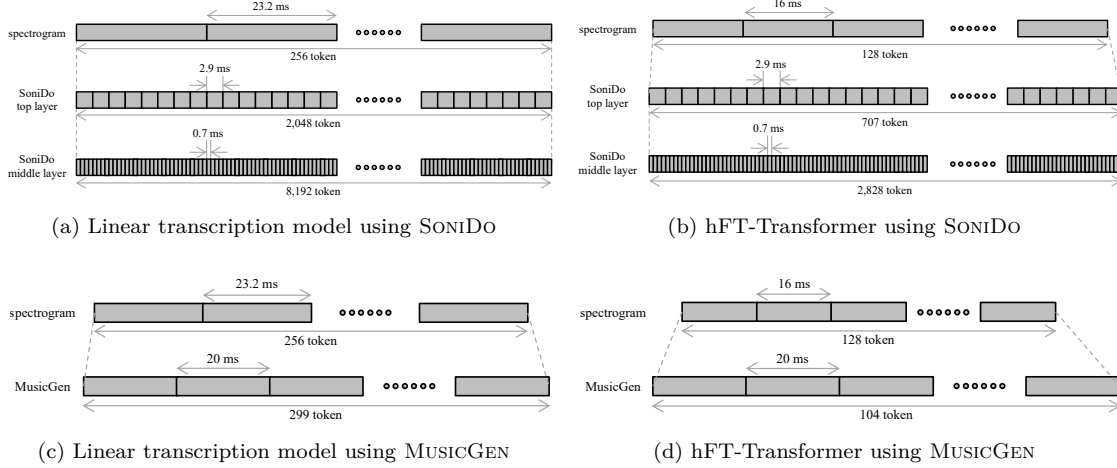 23.2 ms
spectrogram
256 token
2.9 ms
SoniDo
top layer
2,048 token
0.7 ms
SoniDo
middle layer
8,192 token
(a) Linear transcription model using SONIDO
16 ms
spectrogram
128 token
2.9 ms
SoniDo
top layer
707 token
0.7 ms
SoniDo
middle layer
2,828 token
(b) hFT-Transformer using SONIDO
23.2 ms
spectrogram
256 token
20 ms
MusicGen
299 token
(c) Linear transcription model using MUSICGEN
16 ms
spectrogram
128 token
20 ms
MusicGen
104 token
(d) hFT-Transformer using MUSICGEN